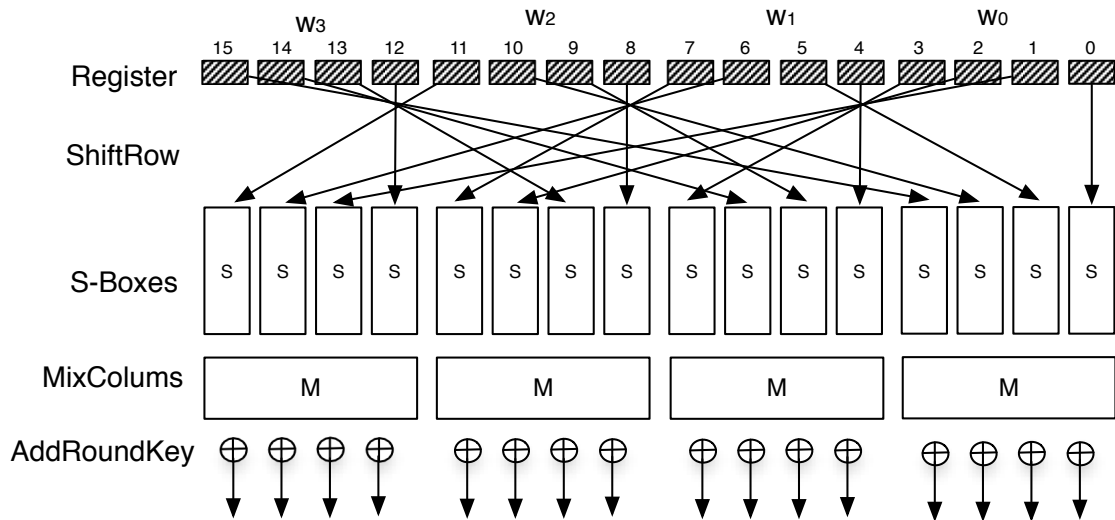 W3 W2 W1 W0
15 14 13 12 11 10 9 8 7 6 5 4 3 2 1 0
Register
ShiftRow
S-Boxes S S S S S S S S S S S S S S S S
MixColums M M M M
AddRoundKey